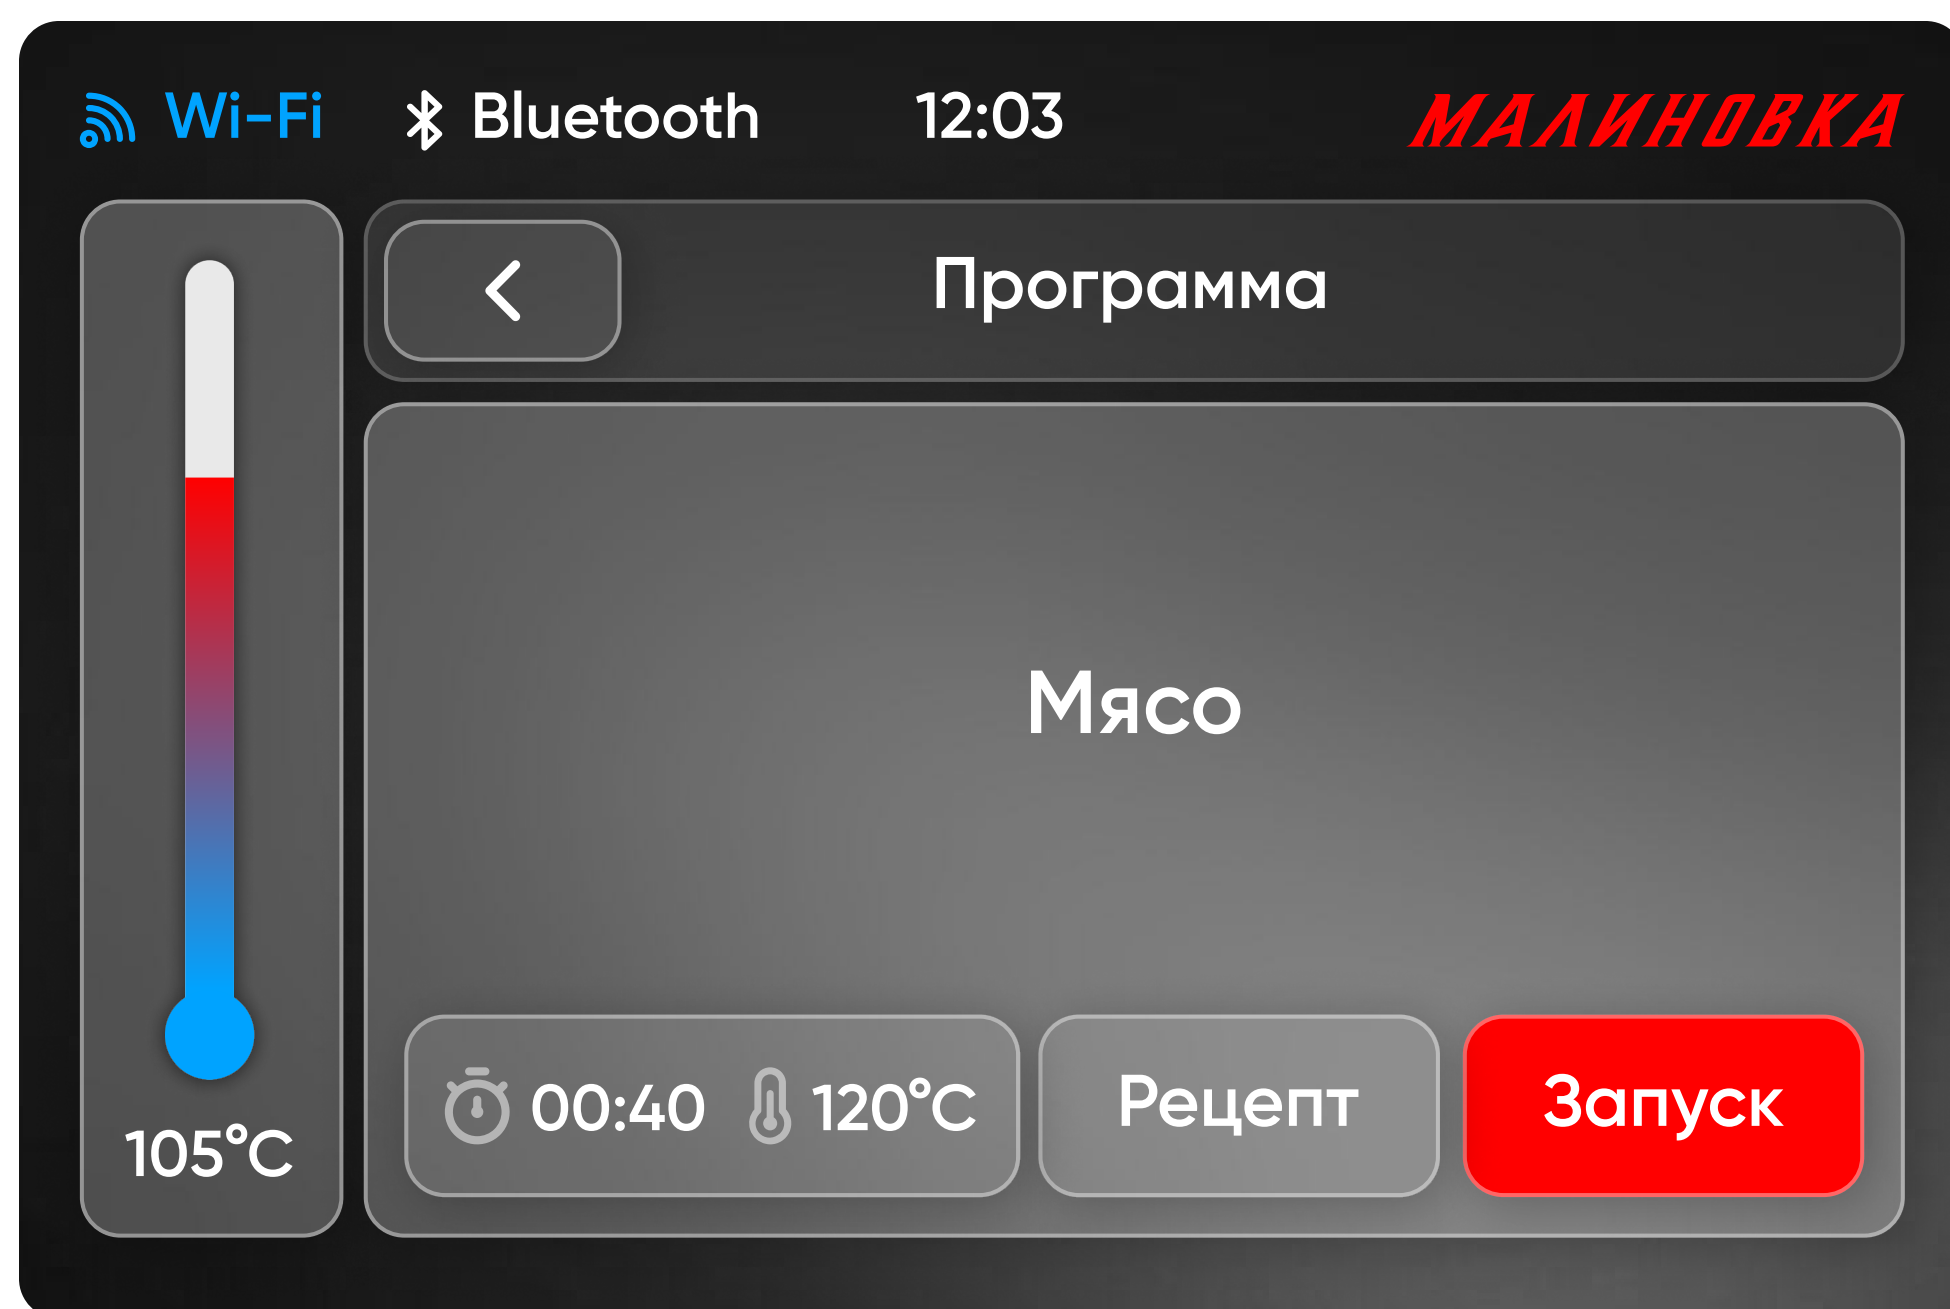 Wi-Fi Bluetooth 12:03 МАЛИНОВКА
Программа
Мясо
00:40 120°C Рецепт Запуск
105°C